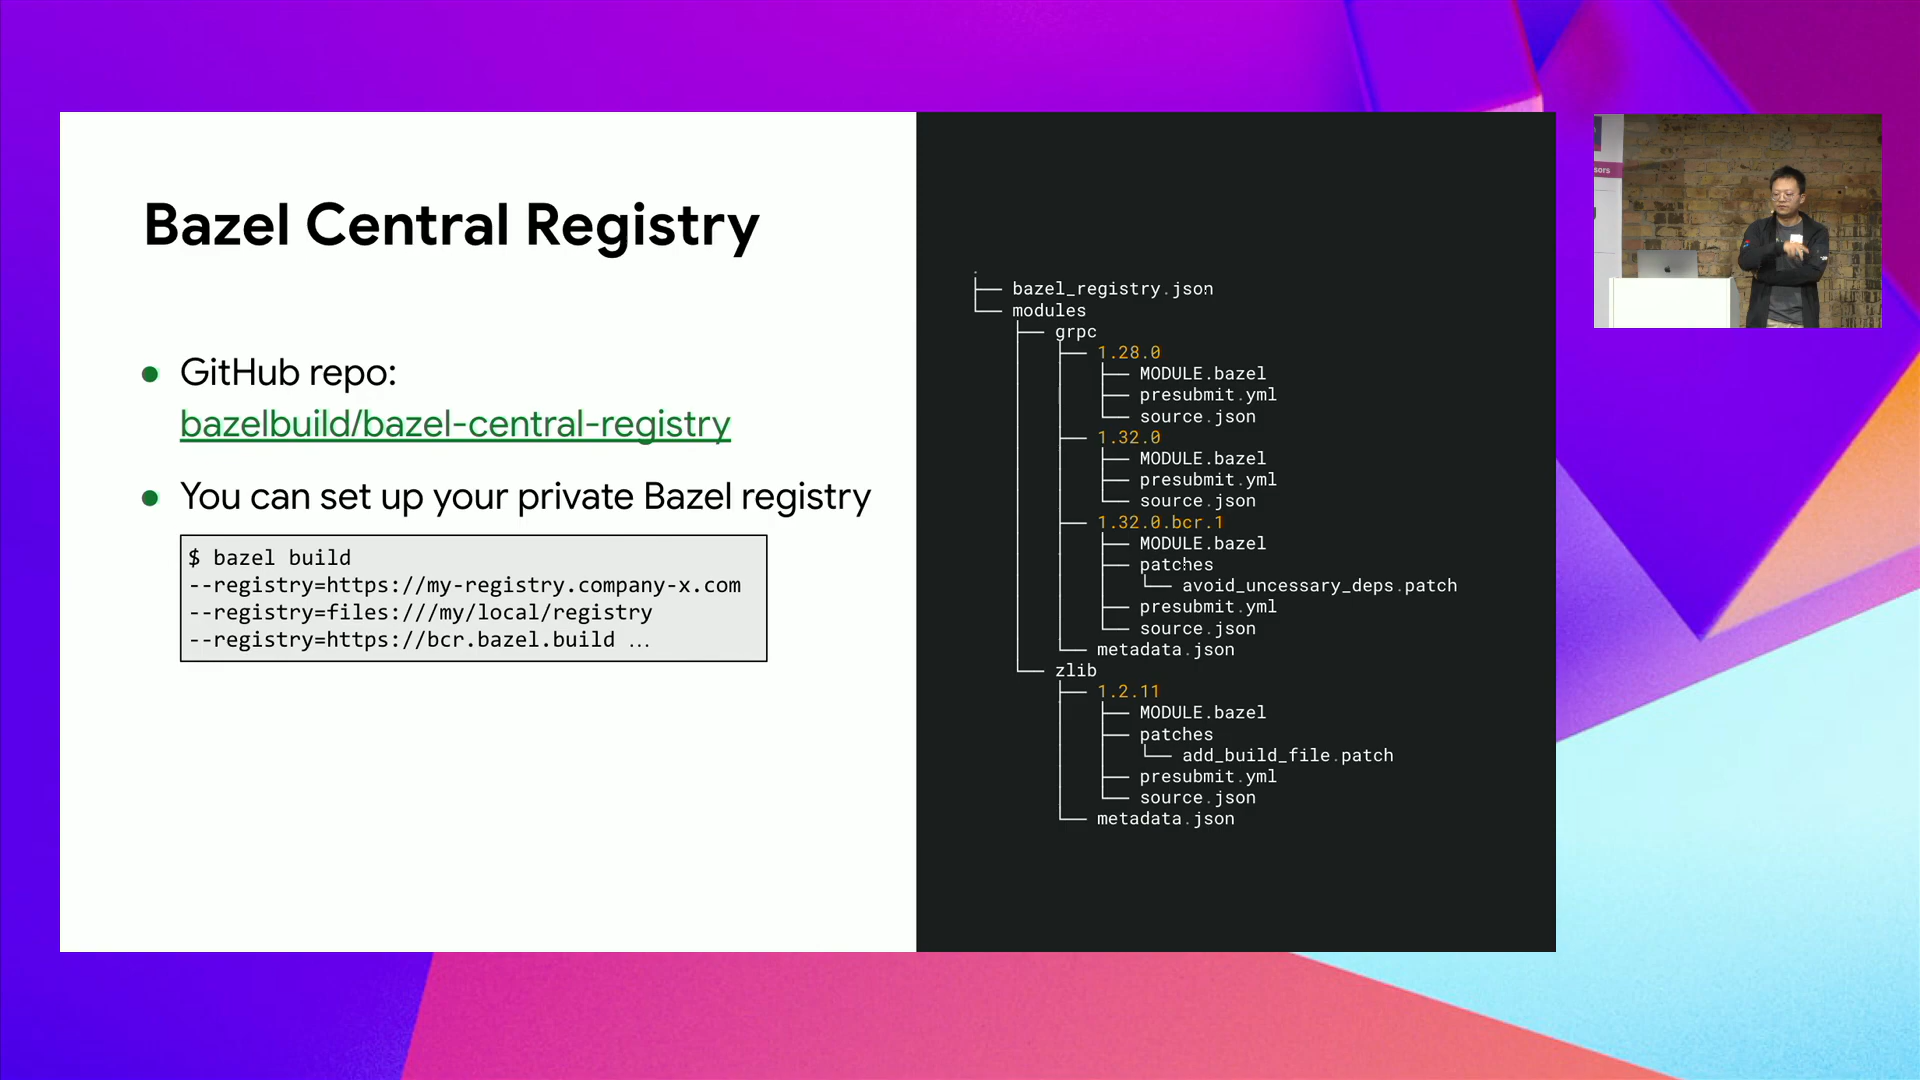 Bazel Central Registry
● GitHub repo:
bazelbuild/bazel-central-registry
● You can set up your private Bazel registry
$ bazel build
--registry=https://my-registry.company-x.com
--registry=files:///my/local/registry
--registry=https://bcr.bazel.build ...
.
├── bazel_registry.json
└── modules
    ├── grpc
    │   ├── 1.28.0
    │   │   ├── MODULE.bazel
    │   │   ├── presubmit.yml
    │   │   └── source.json
    │   ├── 1.32.0
    │   │   ├── MODULE.bazel
    │   │   ├── presubmit.yml
    │   │   └── source.json
    │   ├── 1.32.0.bcr.1
    │   │   ├── MODULE.bazel
    │   │   ├── patches
    │   │   │   └── avoid_uncessary_deps.patch
    │   │   ├── presubmit.yml
    │   │   └── source.json
    │   └── metadata.json
    └── zlib
        ├── 1.2.11
        │   ├── MODULE.bazel
        │   ├── patches
        │   │   └── add_build_file.patch
        │   ├── presubmit.yml
        │   └── source.json
        └── metadata.json